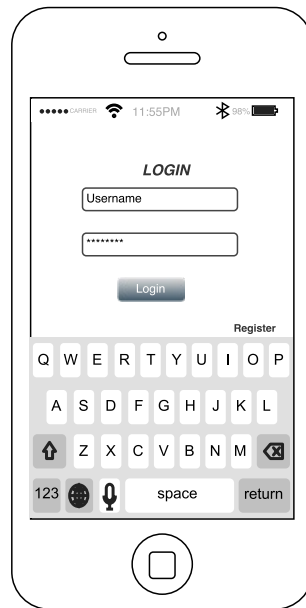 CARRIER 11:55PM 98%
LOGIN
Username
********
Login
Register
Q W E R T Y U I O P
A S D F G H J K L
Z X C V B N M
123 space return